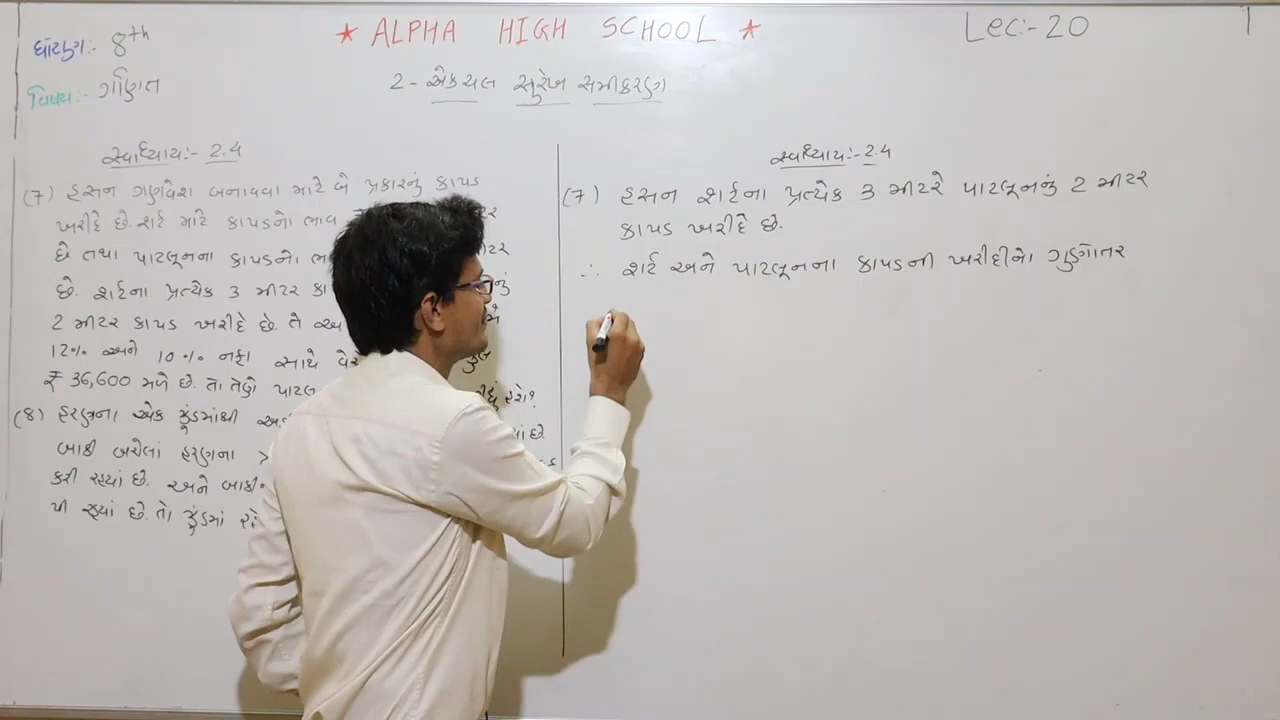 ધોરણ:- 8th
★ ALPHA HIGH SCHOOL ★
Lec:- 20
વિષય:- ગણિત
2 - એકચલ સુરેખ સમીકરણ
સ્વાધ્યાય:- 2.4
(7) હસન ગણવેશ બનાવવા માટે બે પ્રકારનું કાપડ
ખરીદે છે. શર્ટ માટે કાપડનો ભાવ
છે તથા પાટલૂનના કાપડનો
છે. શર્ટના પ્રત્યેક 3 મીટર
2 મીટર કાપડ ખરીદે છે. તે
12% અને 10% નફા સાથે
₹ 36,600 મળે છે. તો તેણે
(8) હરણના એક ઝુંડમાંથી
બાકી બચેલાં હરણના
કરી રહ્યાં છે. અને બાકી
પી રહ્યાં છે. તો ઝુંડમાં
સ્વાધ્યાય:- 2.4
(7) હસન શર્ટના પ્રત્યેક 3 મીટરે પાટલૂનનું 2 મીટર
કાપડ ખરીદે છે.
∴ શર્ટ અને પાટલૂનના કાપડની ખરીદીનો ગુણોતર